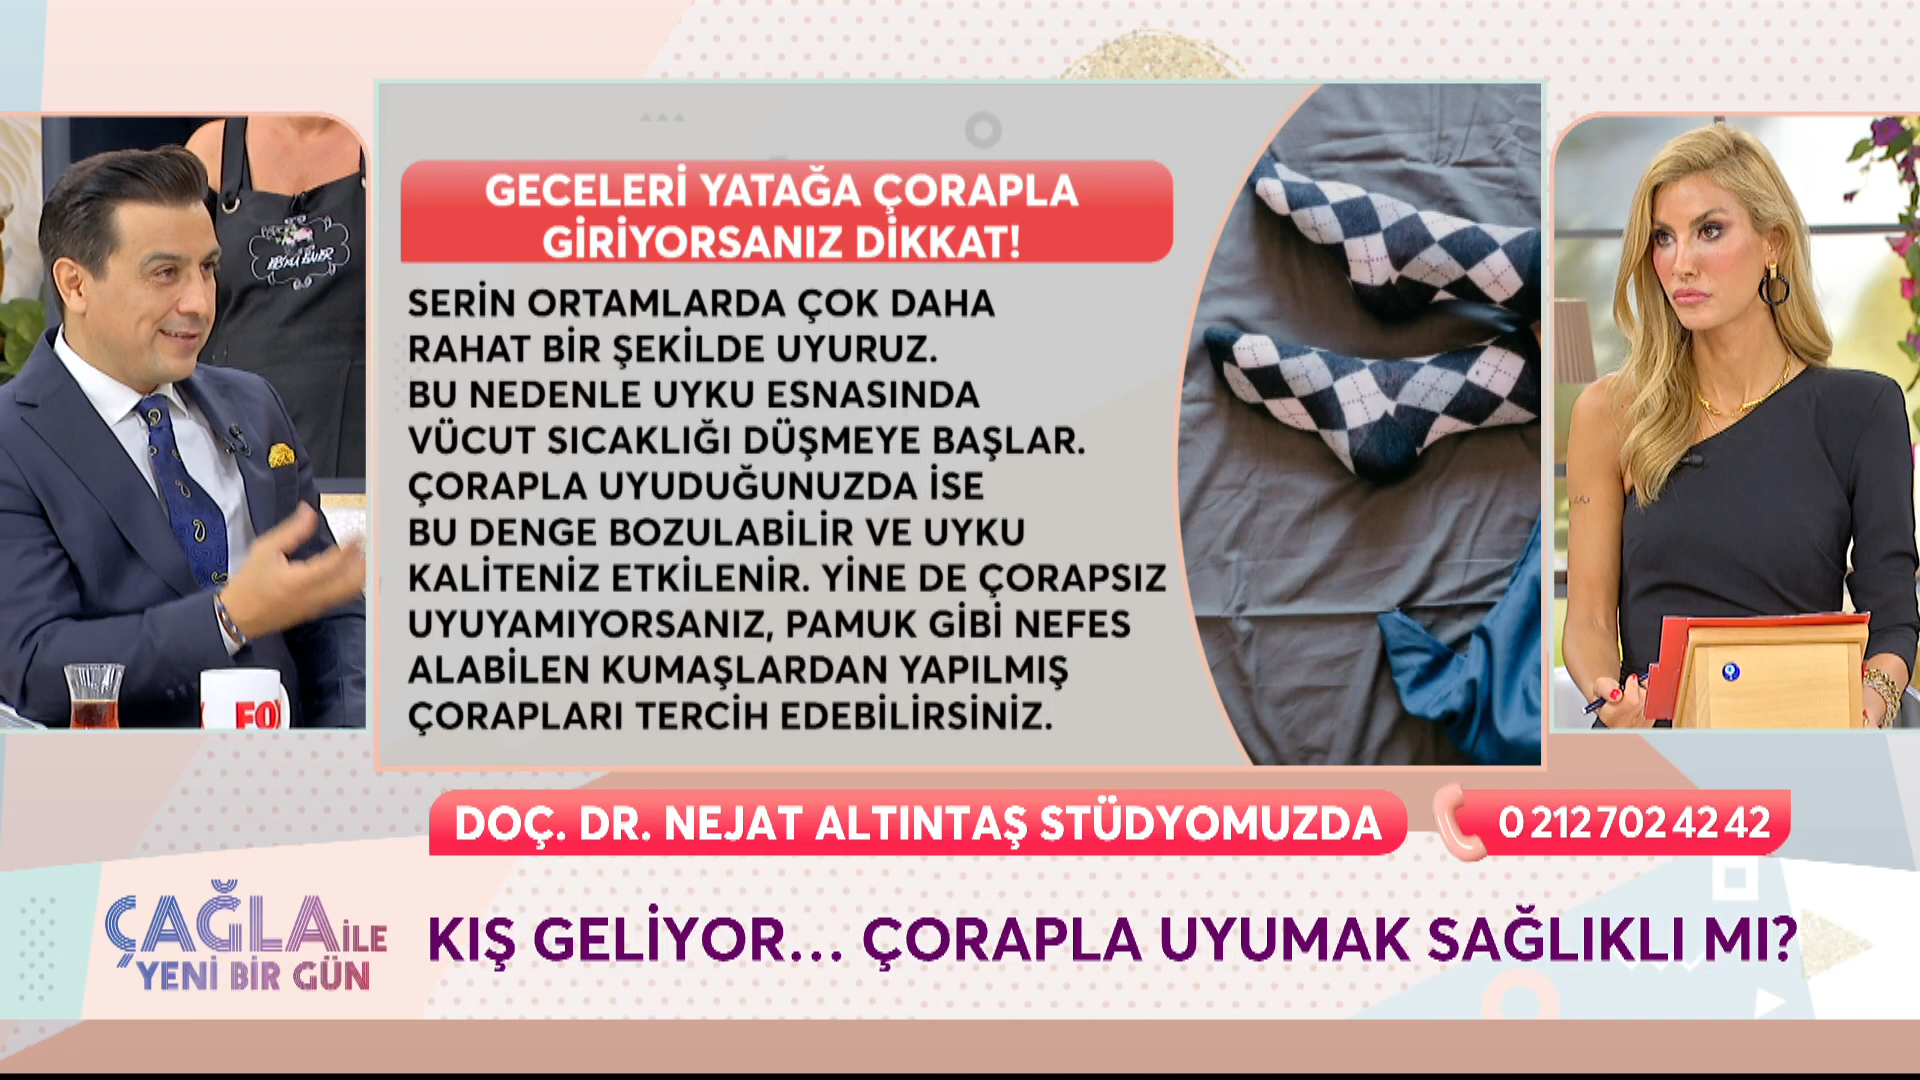 GECELERİ YATAĞA ÇORAPLA
GİRİYORSANIZ DİKKAT!
SERİN ORTAMLARDA ÇOK DAHA
RAHAT BİR ŞEKİLDE UYURUZ.
BU NEDENLE UYKU ESNASINDA
VÜCUT SICAKLIĞI DÜŞMEYE BAŞLAR.
ÇORAPLA UYUDUĞUNUZDA İSE
BU DENGE BOZULABİLİR VE UYKU
KALİTENİZ ETKİLENİR. YİNE DE ÇORAPSIZ
UYUYAMIYORSANIZ, PAMUK GİBİ NEFES
ALABİLEN KUMAŞLARDAN YAPILMIŞ
ÇORAPLARI TERCİH EDEBİLİRSİNİZ.
FOX
DOÇ. DR. NEJAT ALTINTAŞ STÜDYOMUZDA
0 212 702 42 42
ÇAĞLA İLE
YENİ BİR GÜN
KIŞ GELİYOR... ÇORAPLA UYUMAK SAĞLIKLI MI?